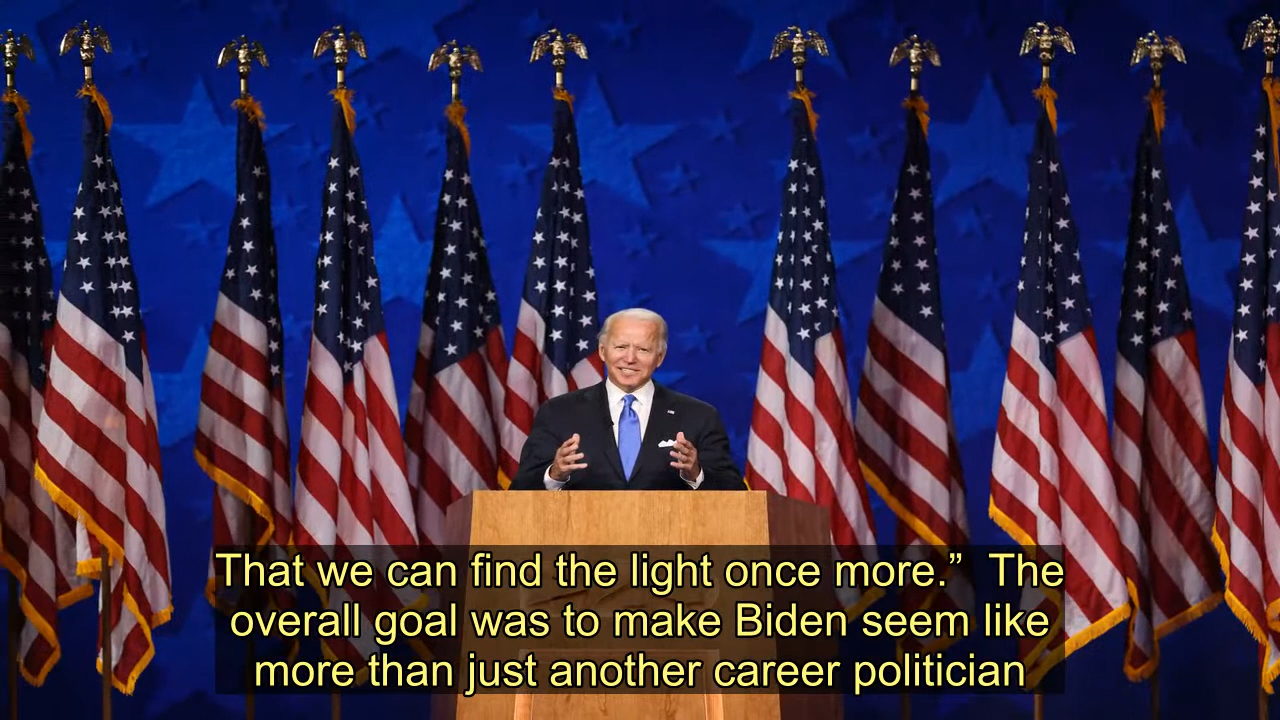 That we can find the light once more.”  The
overall goal was to make Biden seem like
more than just another career politician